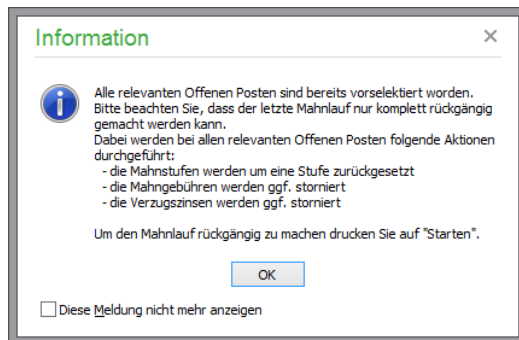 Information
Alle relevanten Offenen Posten sind bereits vorselektiert worden.
Bitte beachten Sie, dass der letzte Mahnlauf nur komplett rückgängig
gemacht werden kann.
Dabei werden bei allen relevanten Offenen Posten folgende Aktionen
durchgeführt:
- die Mahnstufen werden um eine Stufe zurückgesetzt
- die Mahngebühren werden ggf. storniert
- die Verzugszinsen werden ggf. storniert
Um den Mahnlauf rückgängig zu machen drucken Sie auf "Starten".
OK
Diese Meldung nicht mehr anzeigen